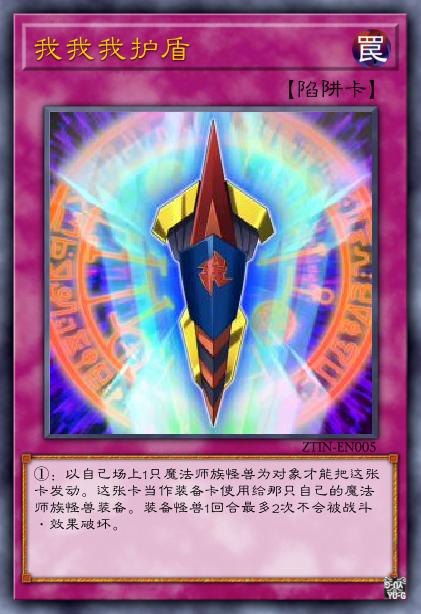 我我我护盾
罠
【陷阱卡】
我
ZTIN-EN005
①：以自己场上1只魔法师族怪兽为对象才能把这张
卡发动。这张卡当作装备卡使用给那只自己的魔法
师族怪兽装备。装备怪兽1回合最多2次不会被战斗
·效果破坏。